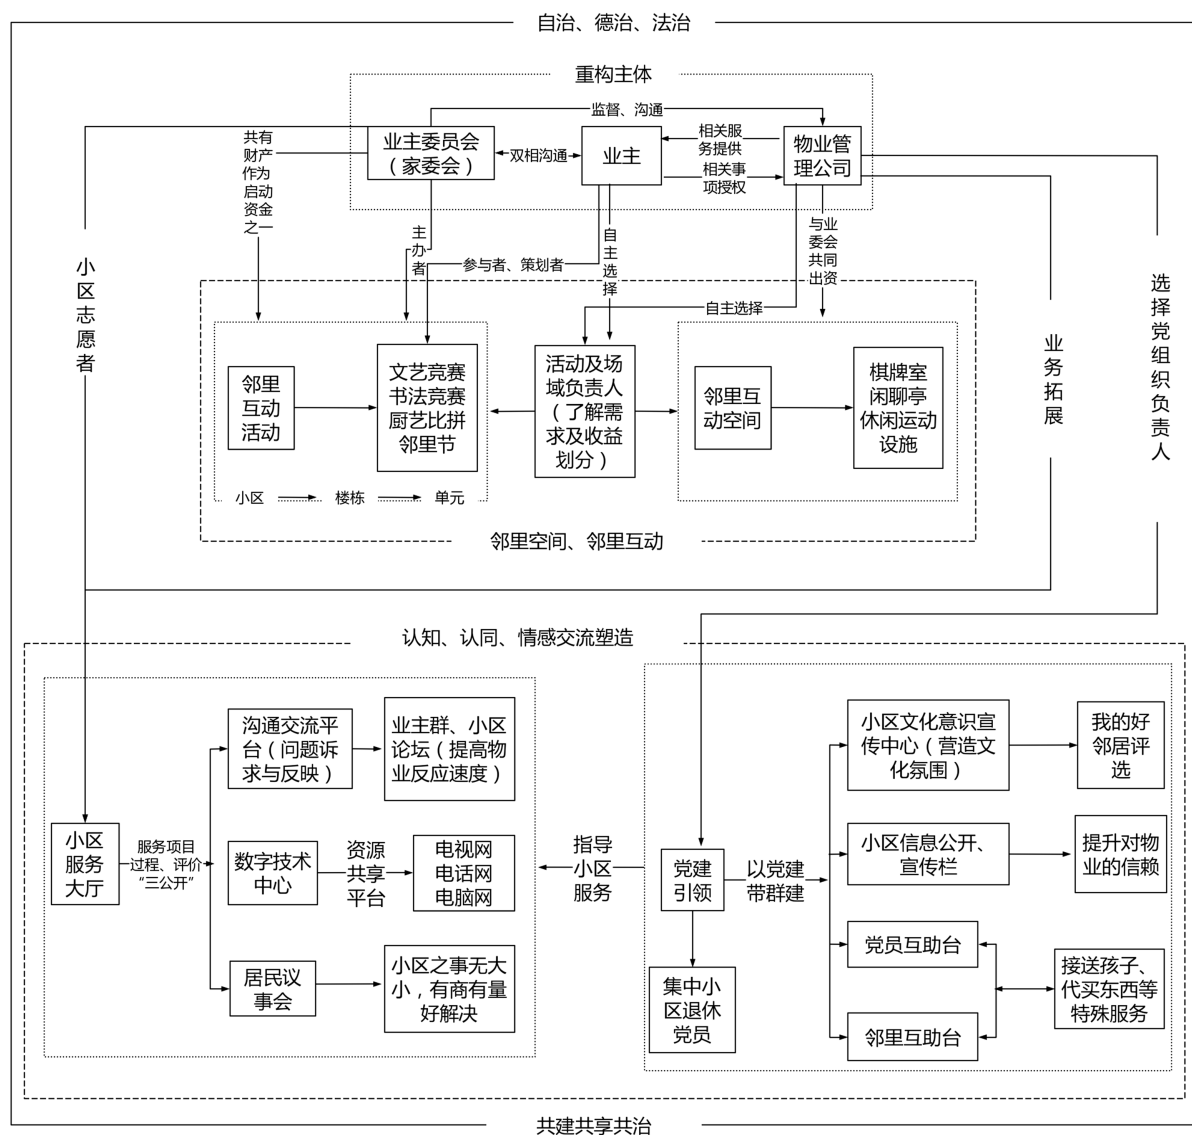 自治、德治、法治
重构主体
监督、沟通
业主委员会
（家委会）
双相沟通
业主
相关服
务提供
相关事
项授权
物业管
理公司
共有
财产
作为
启动
资金
之一
主
办
者
参与者、策划者
自
主
选
择
自主选择
与业
委会
共同
出资
小
区
志
愿
者
业
务
拓
展
选
择
党
组
织
负
责
人
邻里
互动
活动
文艺竞赛
书法竞赛
厨艺比拼
邻里节
活动及场
域负责人
（了解需
求及收益
划分）
邻里互
动空间
棋牌室
闲聊亭
休闲运动
设施
小区
楼栋
单元
邻里空间、邻里互动
认知、认同、情感交流塑造
小区
服务
大厅
服务项目
过程、评价
“三公开”
沟通交流平
台（问题诉
求与反映）
业主群、小区
论坛（提高物
业反应速度）
数字技术
中心
资源
共享
平台
电视网
电话网
电脑网
居民议
事会
小区之事无大
小，有商有量
好解决
指导
小区
服务
党建
引领
以党建
带群建
集中小
区退休
党员
小区文化意识宣
传中心（营造文
化氛围）
我的好
邻居评
选
小区信息公开、
宣传栏
提升对物
业的信赖
党员互助台
邻里互助台
接送孩子、
代买东西等
特殊服务
共建共享共治